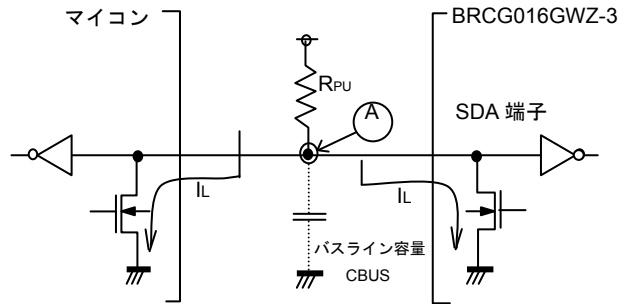 マイコン
BRCG016GWZ-3
RPU
A
SDA 端子
IL
IL
バスライン容量
CBUS